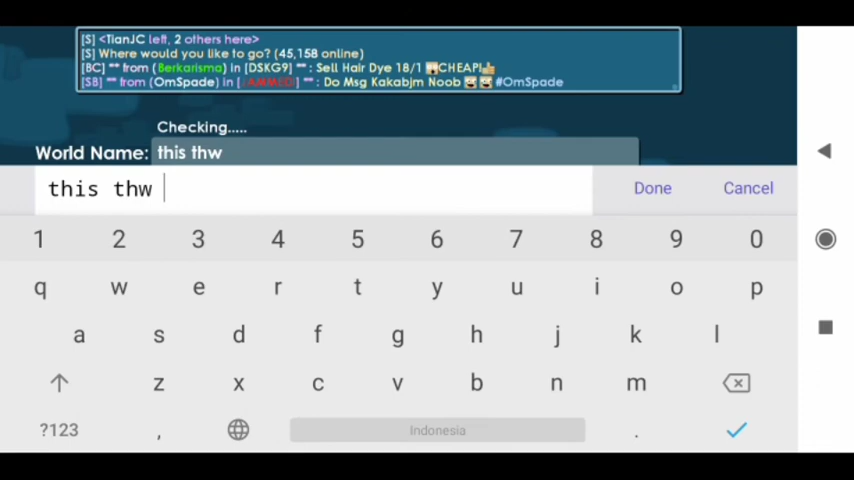 [S] <TianJC left, 2 others here>
[S] Where would you like to go? (45,158 online)
[BC] ** from (Berkarisma) in [DSKG9] ** : Sell Hair Dye 18/1 CHEAP!
[SB] ** from (OmSpade) in [JAMMED!] ** : Do Msg Kakabjm Noob #OmSpade
Checking.....
World Name: this thw
this thw
Done Cancel
1 2 3 4 5 6 7 8 9 0
q w e r t y u i o p
a s d f g h j k l
z x c v b n m
?123 , Indonesia .